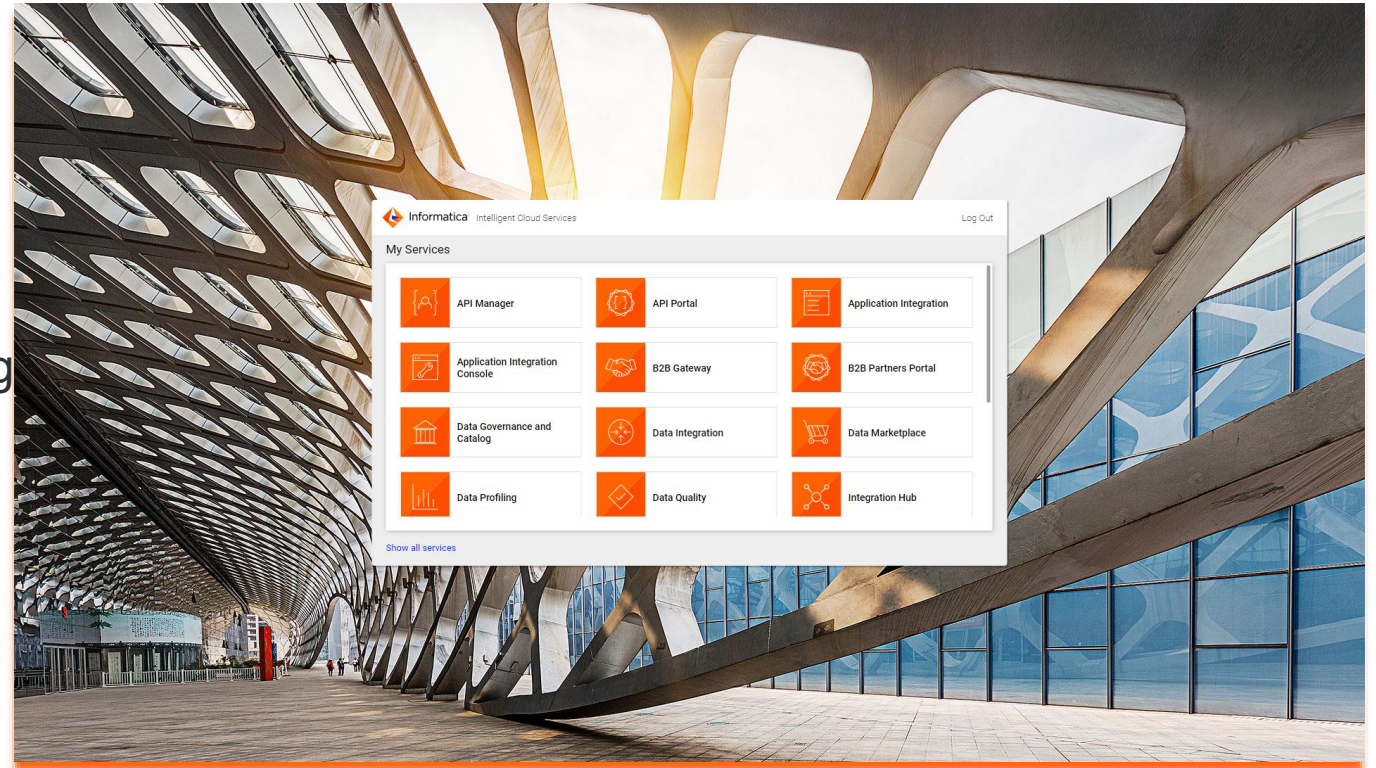 g
Informatica Intelligent Cloud Services
Log Out
My Services
API Manager
API Portal
Application Integration
Application Integration
Console
B2B Gateway
B2B Partners Portal
Data Governance and
Catalog
Data Integration
Data Marketplace
Data Profiling
Data Quality
Integration Hub
Show all services